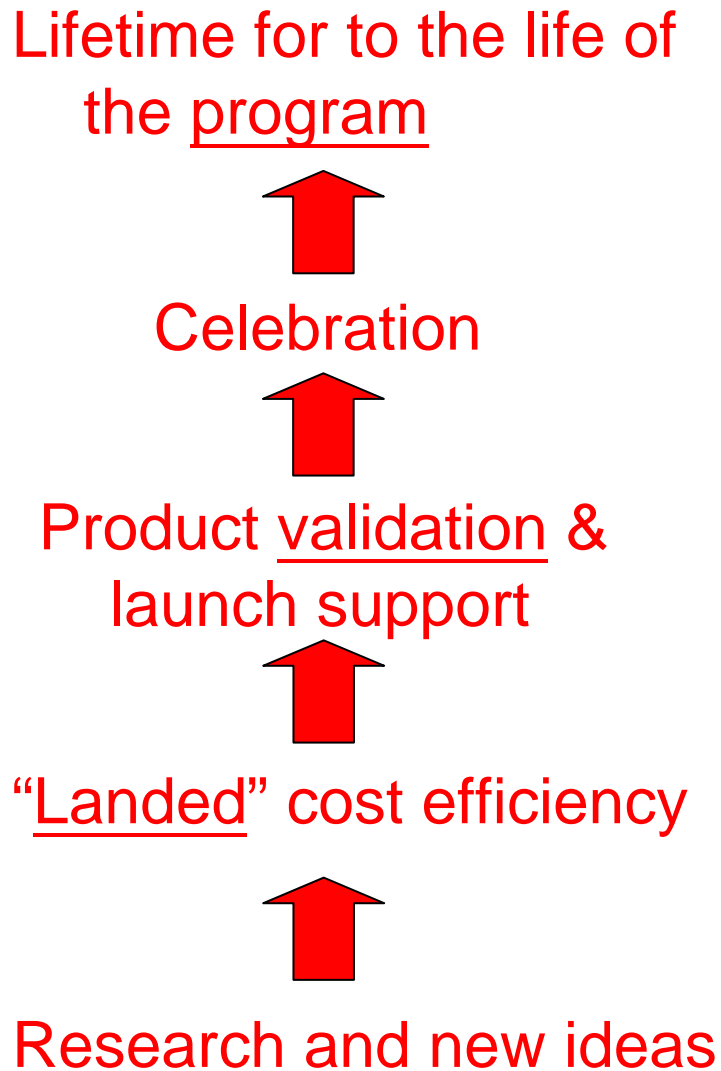 Lifetime for to the life of
the program
Celebration
Product validation &
launch support
“Landed” cost efficiency
Research and new ideas